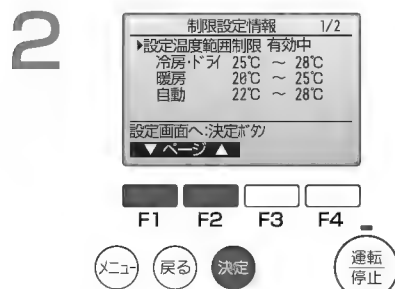 2
制限設定情報 1/2
▶設定温度範囲制限 有効中
冷房・ドライ 25℃ ～ 28℃
暖房 20℃ ～ 25℃
自動 22℃ ～ 28℃
設定画面へ:決定ボタン
▼ ページ ▲
F1 F2 F3 F4
メニュー 戻る 決定 運転
停止